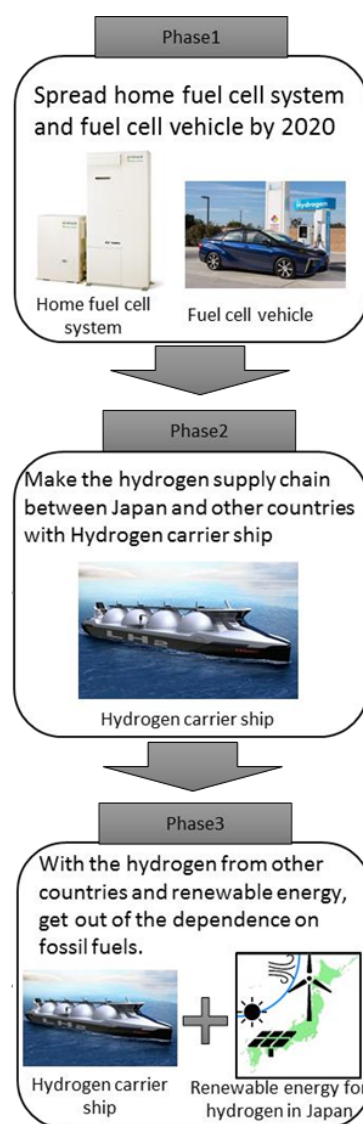 Phase1
Spread home fuel cell system
and fuel cell vehicle by 2020
Hydrogen
Home fuel cell
system
Fuel cell vehicle
Phase2
Make the hydrogen supply chain
between Japan and other countries
with Hydrogen carrier ship
LH2
Hydrogen carrier ship
Phase3
With the hydrogen from other
countries and renewable energy,
get out of the dependence on
fossil fuels.
LH2
Hydrogen carrier
ship
Renewable energy for
hydrogen in Japan